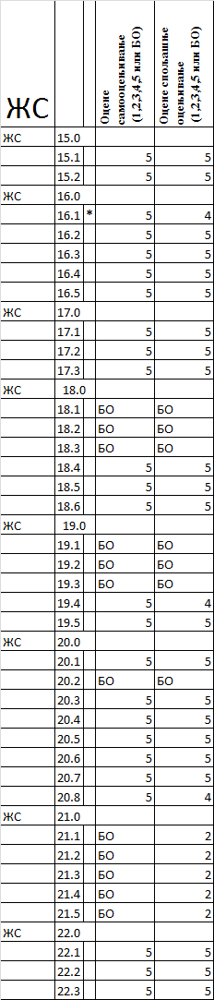 ЖС Оцене самооцењивање (1,2,3,4,5 или БО) Оцене спољашње оцењивање (1,2,3,4,5 или БО)
ЖС 15.0
15.1 5 5
15.2 5 5
ЖС 16.0
16.1 * 5 4
16.2 5 5
16.3 5 5
16.4 5 5
16.5 5 5
ЖС 17.0
17.1 5 5
17.2 5 5
17.3 5 5
ЖС 18.0
18.1 БО БО
18.2 БО БО
18.3 БО БО
18.4 5 5
18.5 5 5
18.6 5 5
ЖС 19.0
19.1 БО БО
19.2 БО БО
19.3 БО БО
19.4 5 4
19.5 5 5
ЖС 20.0
20.1 5 5
20.2 БО БО
20.3 5 5
20.4 5 5
20.5 5 5
20.6 5 5
20.7 5 5
20.8 5 4
ЖС 21.0
21.1 БО 2
21.2 БО 2
21.3 БО 2
21.4 БО 2
21.5 БО 2
ЖС 22.0
22.1 5 5
22.2 5 5
22.3 5 5